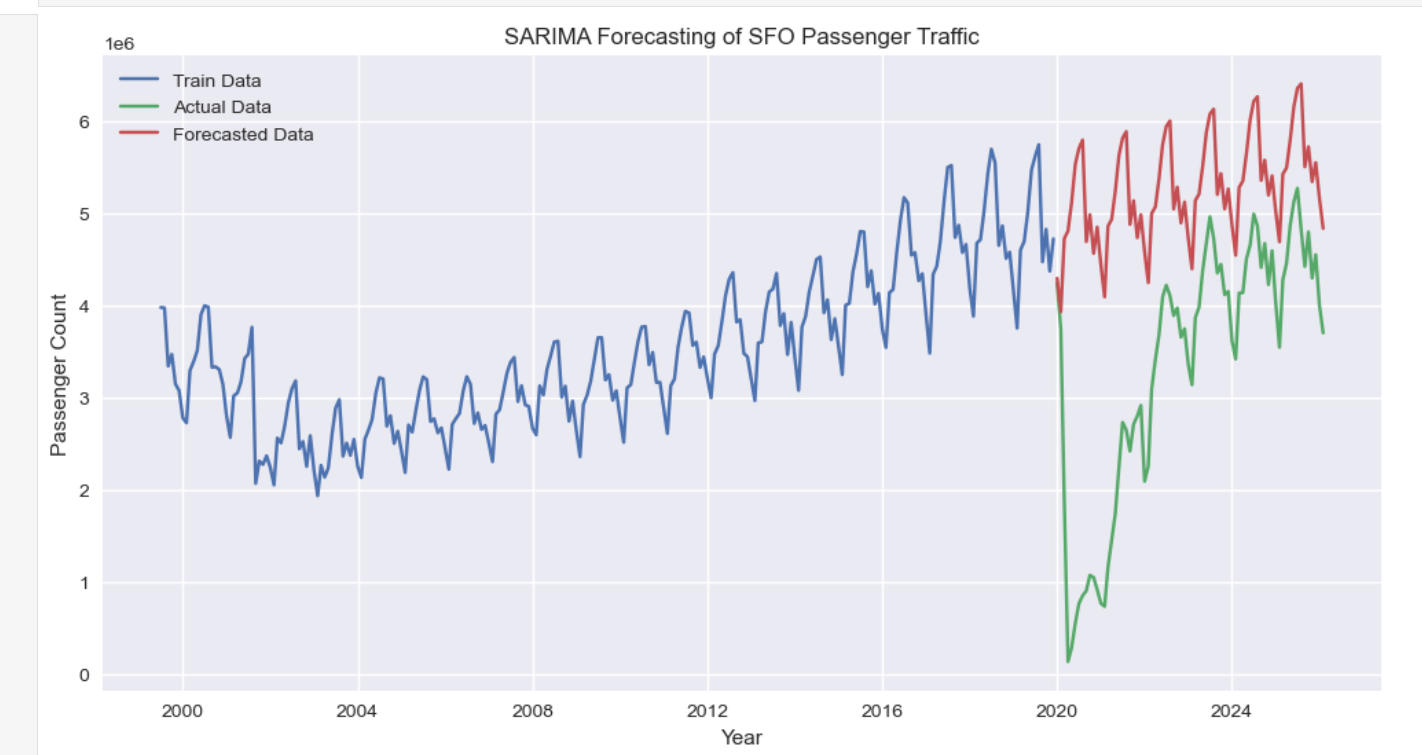 SARIMA Forecasting of SFO Passenger Traffic
1e6
Train Data
Actual Data
Forecasted Data
6
5
4
3
2
1
0
Passenger Count
2000 2004 2008 2012 2016 2020 2024
Year